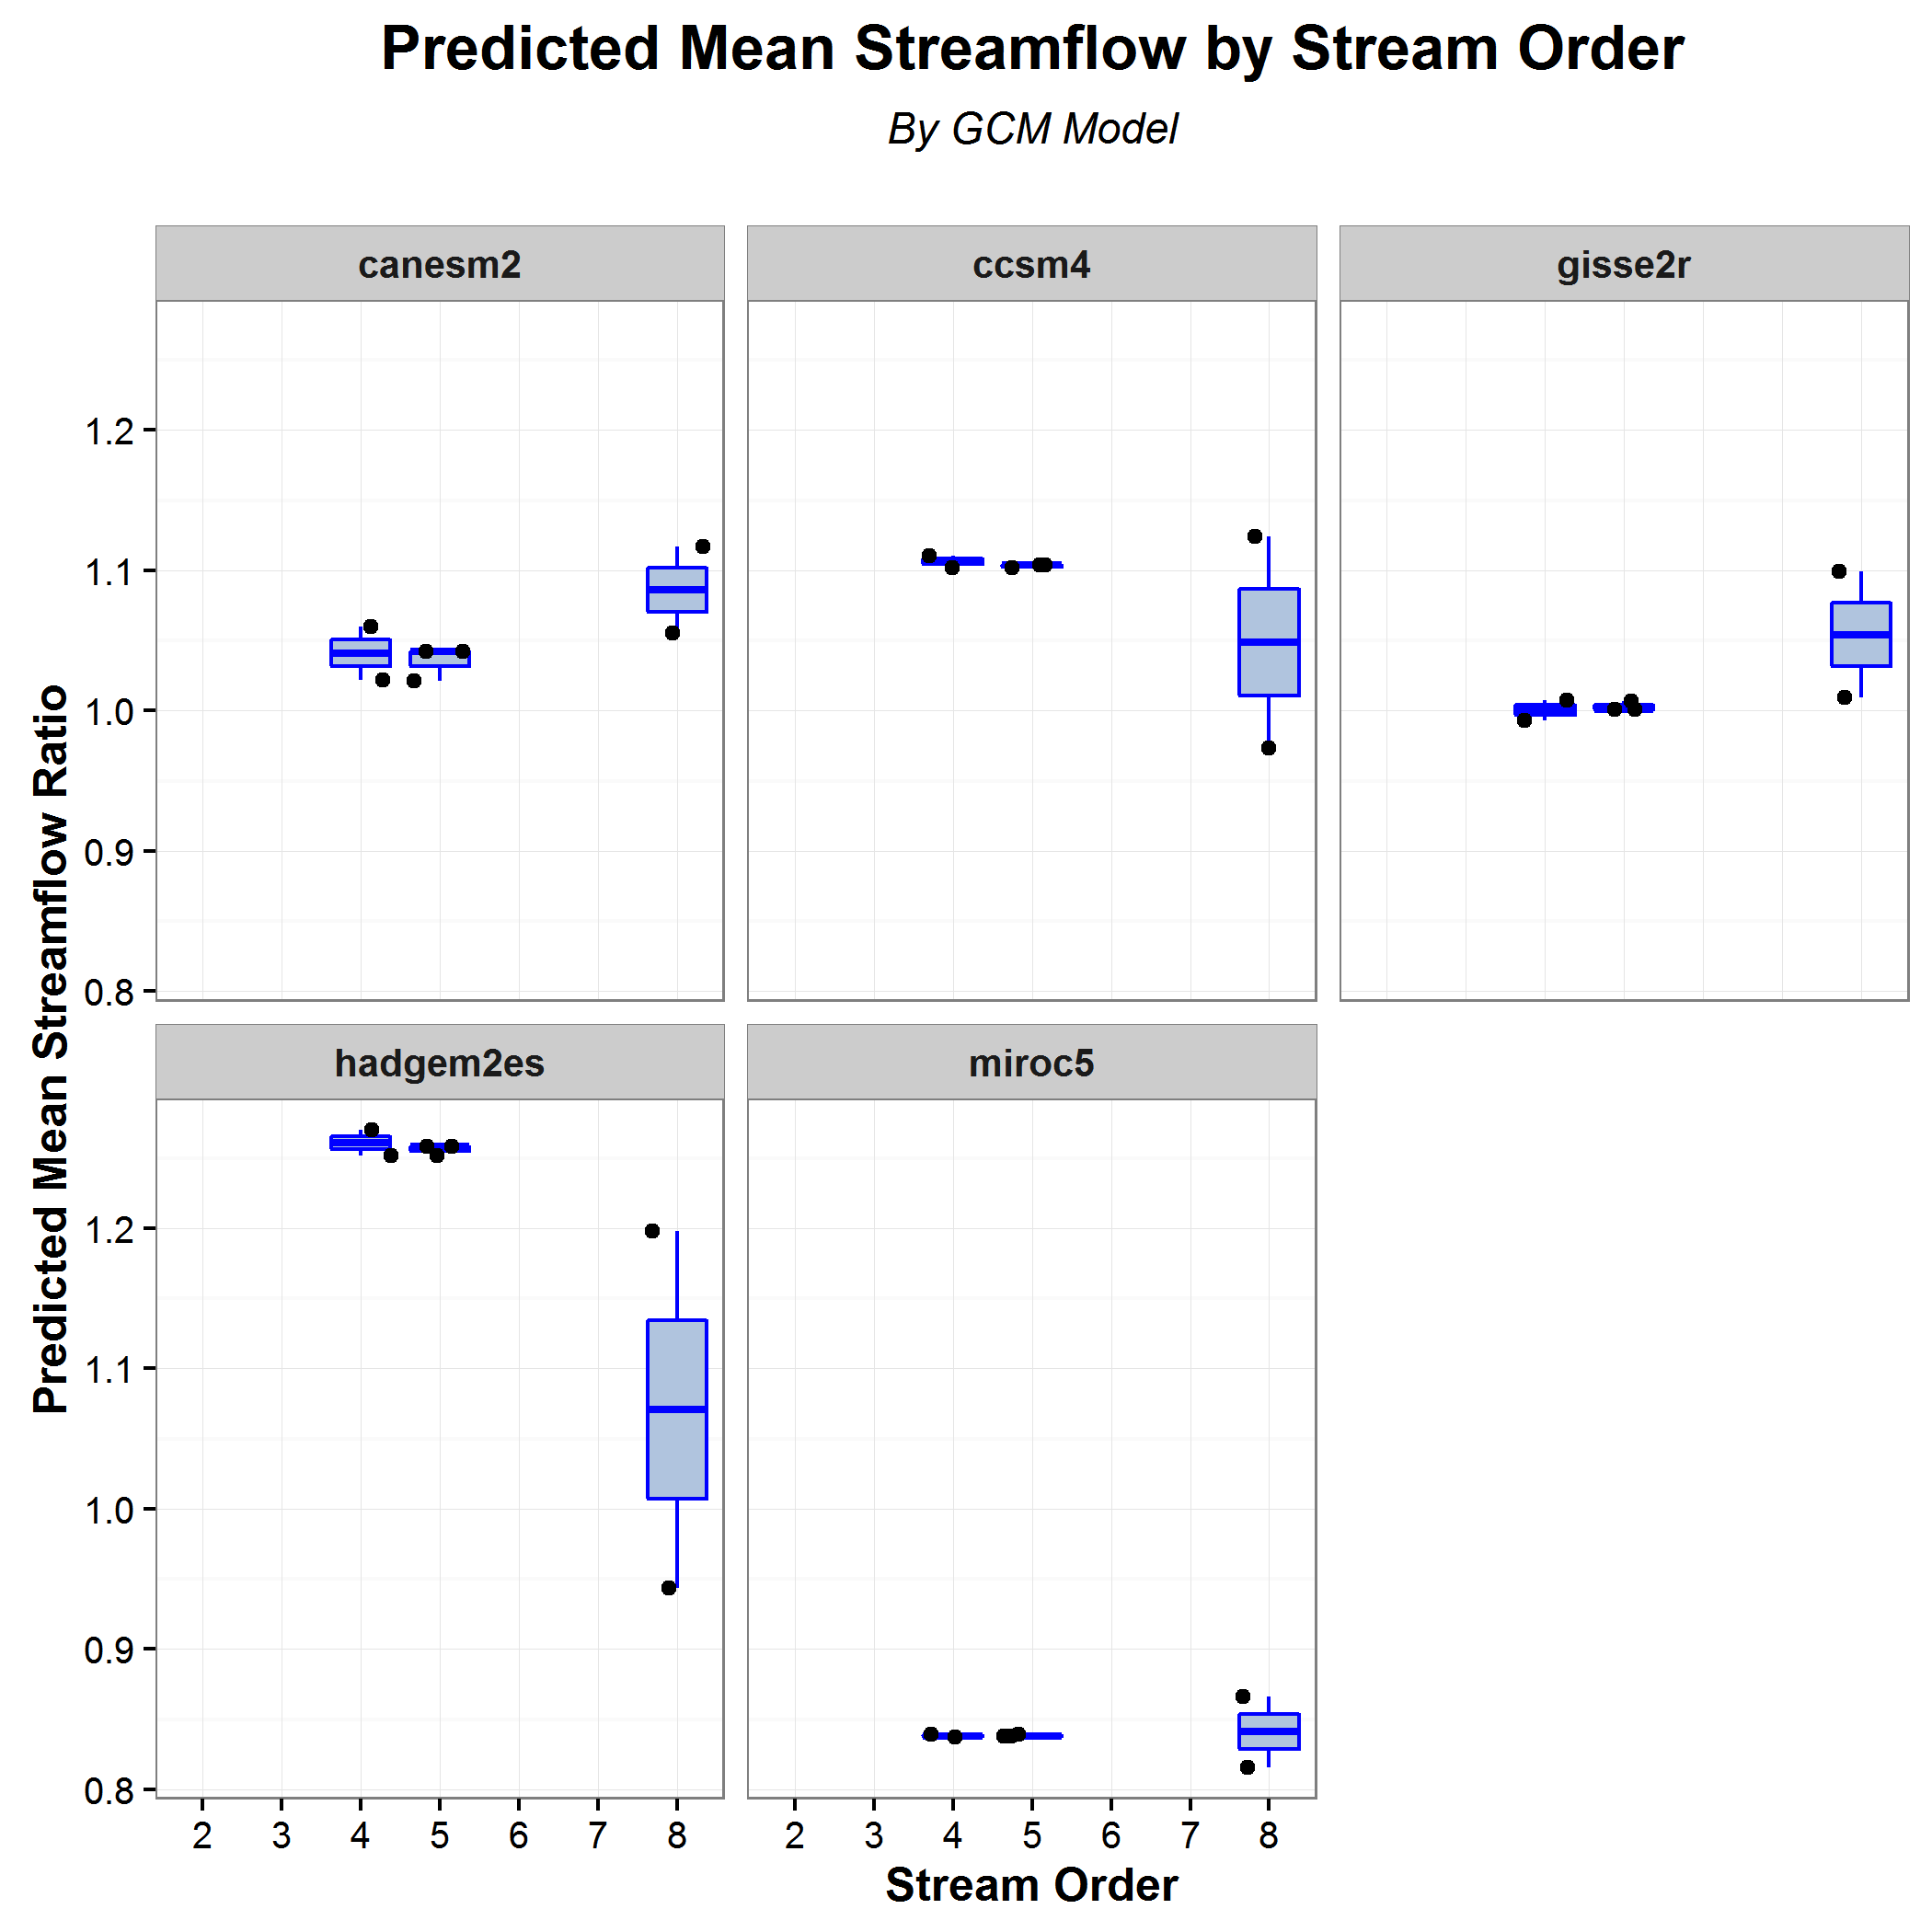 Predicted Mean Streamflow by Stream Order
By GCM Model
canesm2
ccsm4
gisse2r
1.2
1.1
1.0
0.9
0.8
Predicted Mean Streamflow Ratio
hadgem2es
miroc5
1.2
1.1
1.0
0.9
0.8
2 3 4 5 6 7 8
2 3 4 5 6 7 8
Stream Order